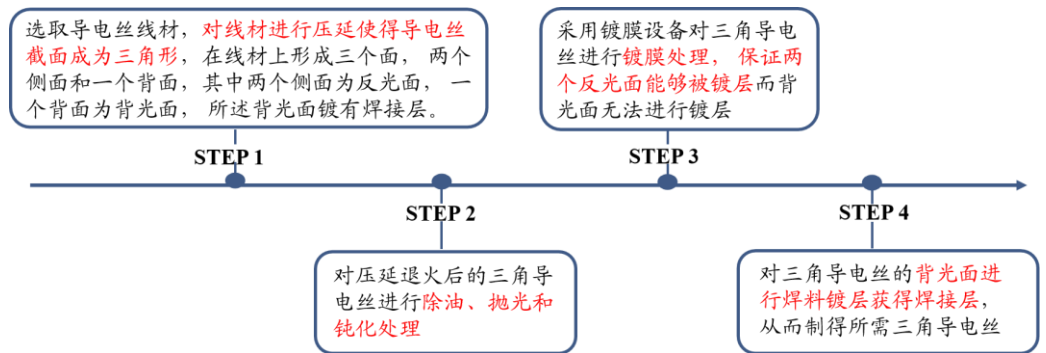 选取导电丝线材，对线材进行压延使得导电丝
截面成为三角形，在线材上形成三个面， 两个
侧面和一个背面，其中两个侧面为反光面， 一
个背面为背光面， 所述背光面镀有焊接层。
STEP 1
对压延退火后的三角导
电丝进行除油、抛光和
钝化处理
STEP 2
采用镀膜设备对三角导电
丝进行镀膜处理， 保证两
个反光面能够被镀层而背
光面无法进行镀层
STEP 3
对三角导电丝的背光面进
行焊料镀层获得焊接层，
从而制得所需三角导电丝
STEP 4